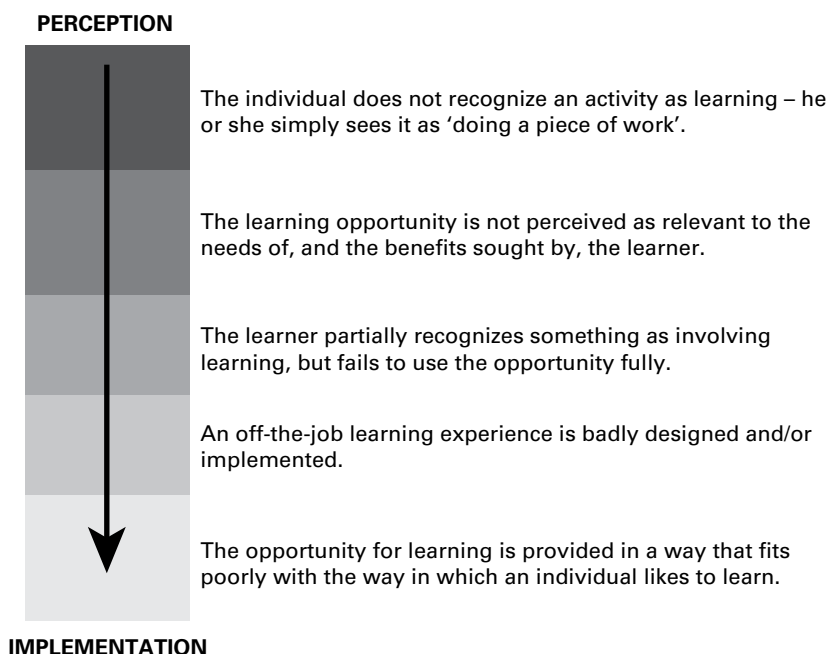 PERCEPTION
The individual does not recognize an activity as learning – he
or she simply sees it as ‘doing a piece of work’.
The learning opportunity is not perceived as relevant to the
needs of, and the benefits sought by, the learner.
The learner partially recognizes something as involving
learning, but fails to use the opportunity fully.
An off-the-job learning experience is badly designed and/or
implemented.
The opportunity for learning is provided in a way that fits
poorly with the way in which an individual likes to learn.
IMPLEMENTATION